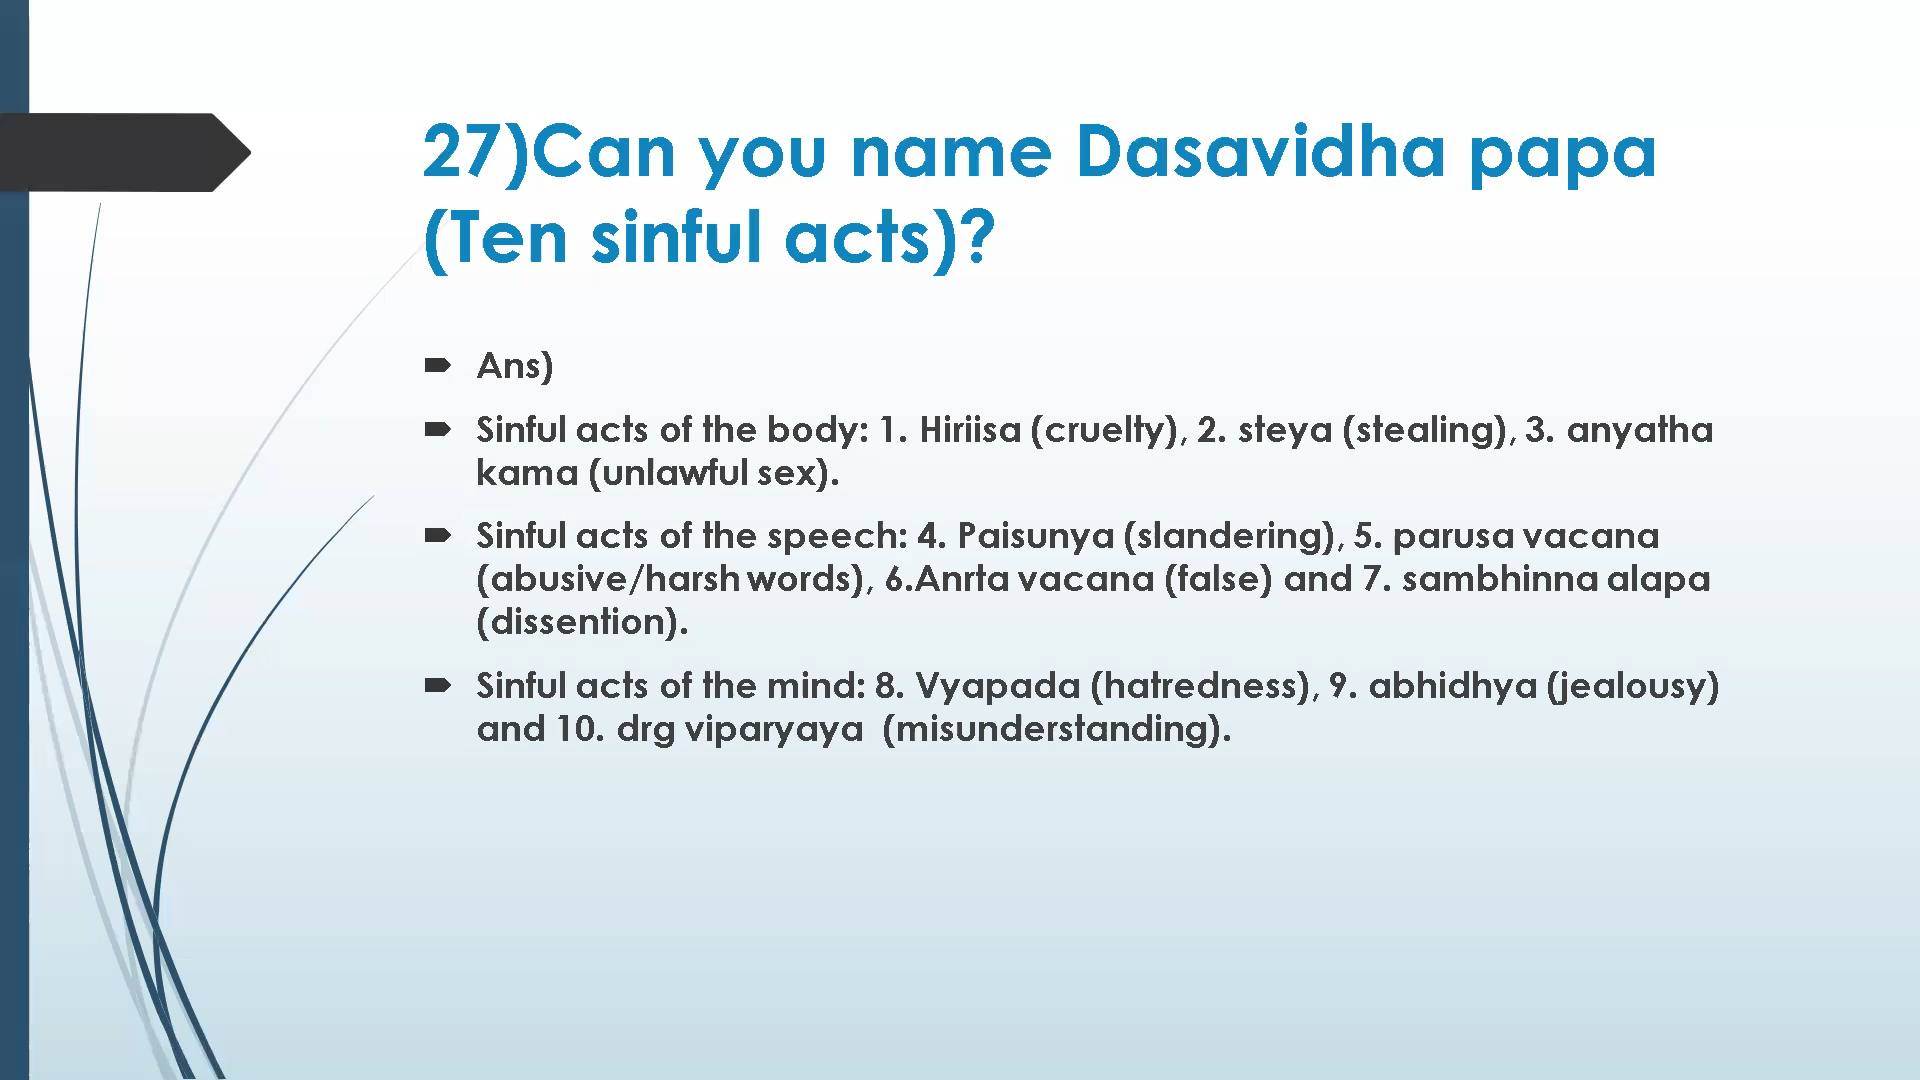 27)Can you name Dasavidha papa
(Ten sinful acts)?
Ans)
Sinful acts of the body: 1. Hiriisa (cruelty), 2. steya (stealing), 3. anyatha
kama (unlawful sex).
Sinful acts of the speech: 4. Paisunya (slandering), 5. parusa vacana
(abusive/harsh words), 6.Anrta vacana (false) and 7. sambhinna alapa
(dissention).
Sinful acts of the mind: 8. Vyapada (hatredness), 9. abhidhya (jealousy)
and 10. drg viparyaya  (misunderstanding).